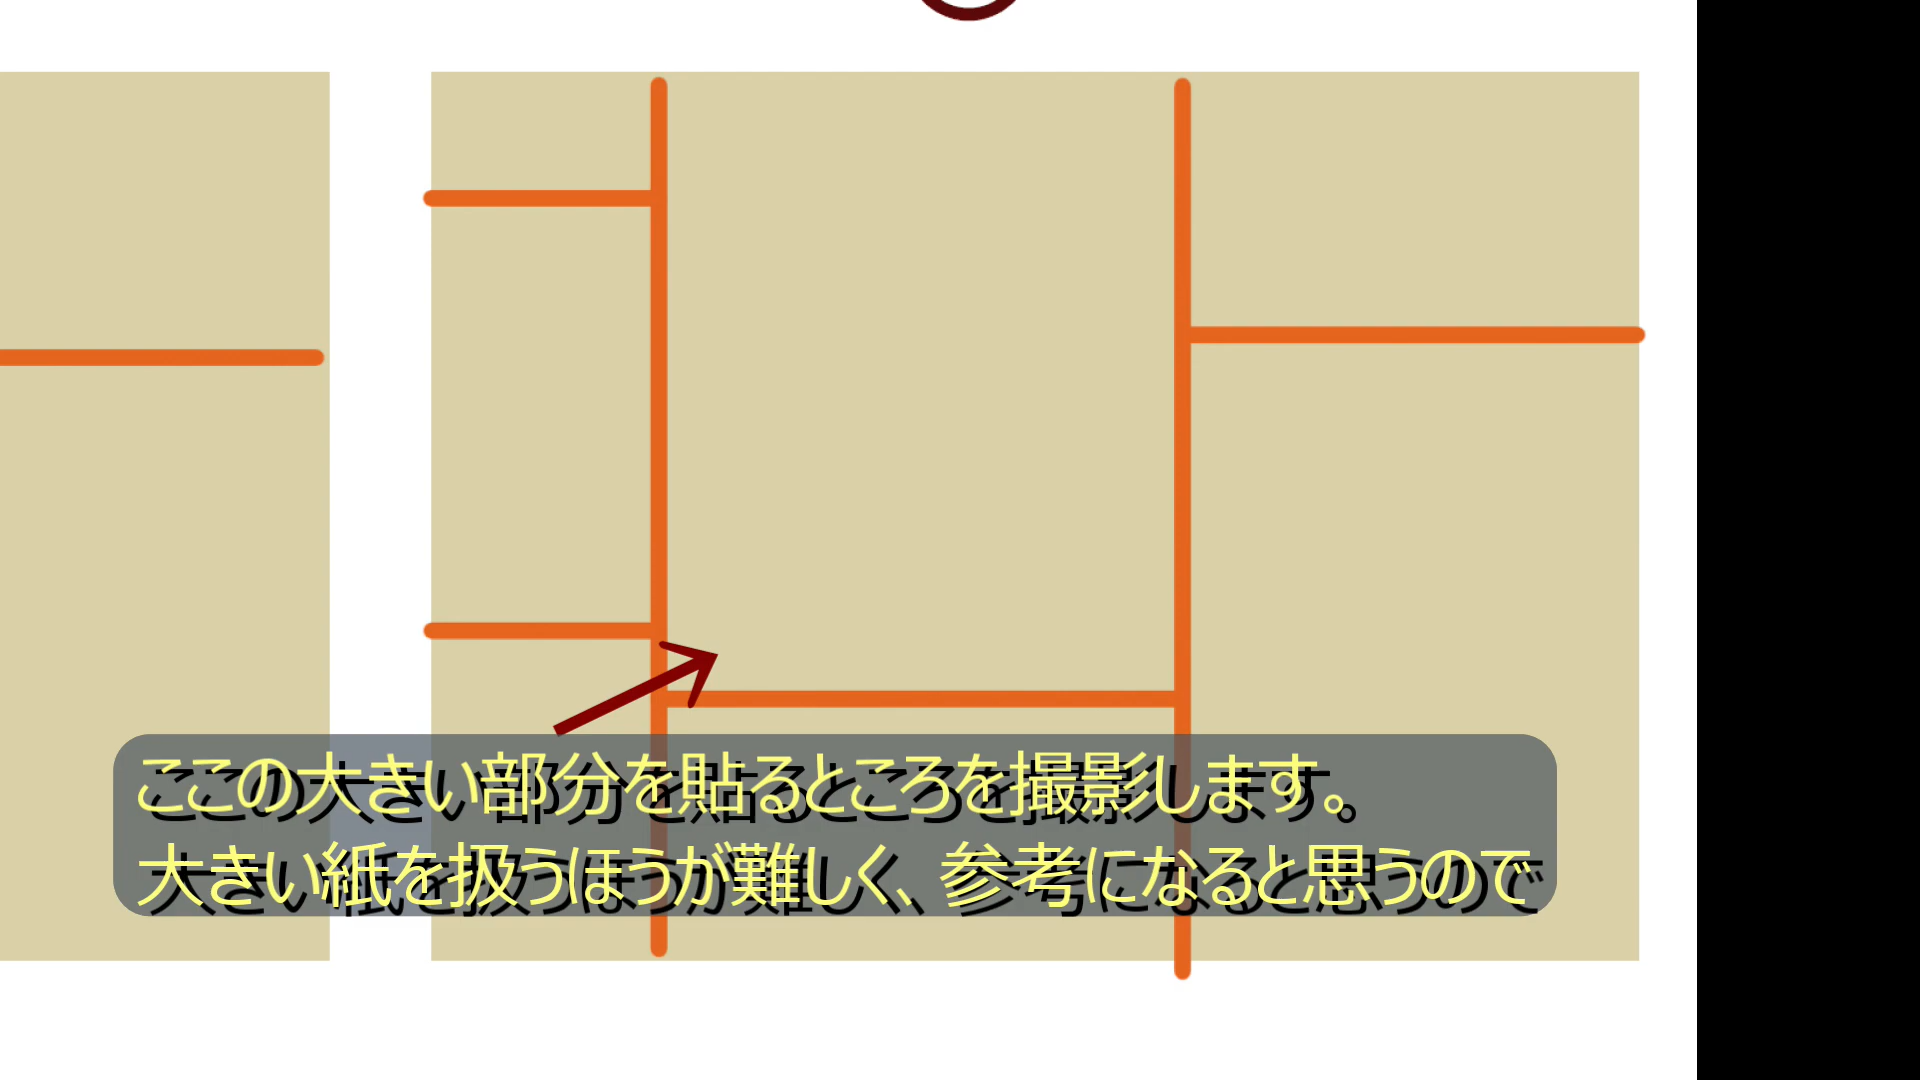 ここの大きい部分を貼るところを撮影します。
大きい紙を扱うほうが難しく、参考になると思うので